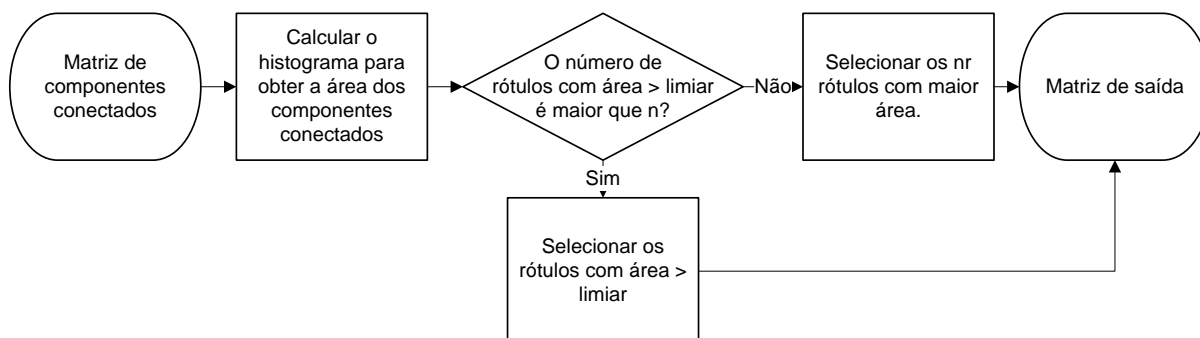 Matriz de
componentes
conectados
Calcular o
histograma para
obter a área dos
componentes
conectados
O número de
rótulos com área > limiar
é maior que n?
Não
Selecionar os nr
rótulos com maior
área.
Matriz de saída
Sim
Selecionar os
rótulos com área >
limiar